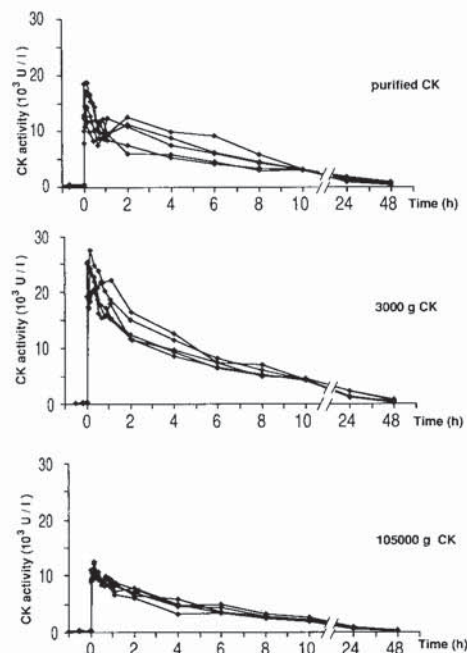 CK activity (10³ U / l)
30
20
10
0
purified CK
0 2 4 6 8 10 24 48
Time (h)
CK activity (10³ U / l)
30
20
10
0
3000 g CK
0 2 4 6 8 10 24 48
Time (h)
CK activity (10³ U / l)
30
20
10
0
105000 g CK
0 2 4 6 8 10 24 48
Time (h)